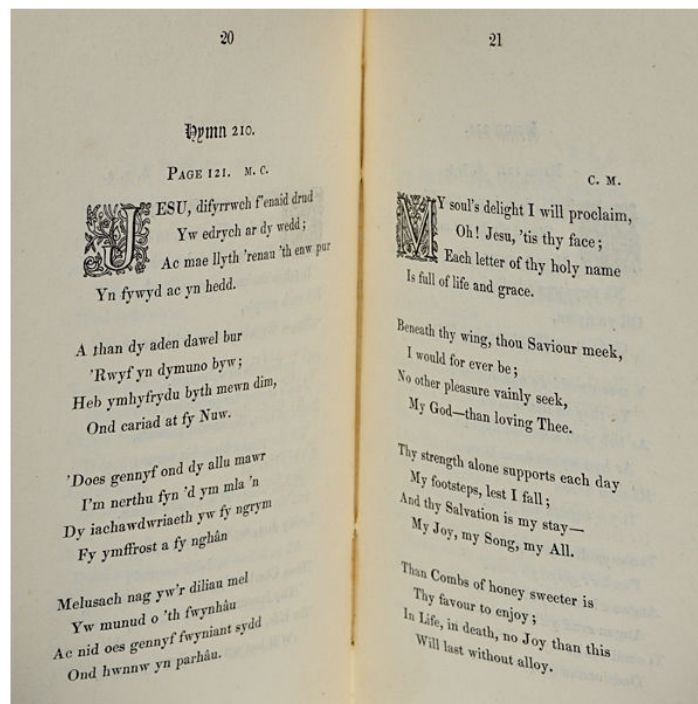 20
Hymn 210.
PAGE 121. M. C.
JESU, difyrrwch f'enaid drud
Yw edrych ar dy wedd;
Ac mae llyth 'renau 'th enw pur
Yn fywyd ac yn hedd.
A than dy aden dawel bur
'Rwyf yn dymuno byw;
Heb ymhyfrydu byth mewn dim,
Ond cariad at fy Nuw.
'Does gennyf ond dy allu mawr
I'm nerthu fyn 'd ym mla 'n
Dy iachawdwriaeth yw fy ngrym
Fy ymffrost a fy nghân
Melusach nag yw'r diliau mel
Yw munud o 'th fwynhâu
Ac nid oes gennyf fwyniant sydd
Ond hwnnw yn parhâu.
21
C. M.
MY soul's delight I will proclaim,
Oh! Jesu, 'tis thy face;
Each letter of thy holy name
Is full of life and grace.
Beneath thy wing, thou Saviour meek,
I would for ever be;
No other pleasure vainly seek,
My God—than loving Thee.
Thy strength alone supports each day
My footsteps, lest I fall;
And thy Salvation is my stay—
My Joy, my Song, my All.
Than Combs of honey sweeter is
Thy favour to enjoy;
In Life, in death, no Joy than this
Will last without alloy.